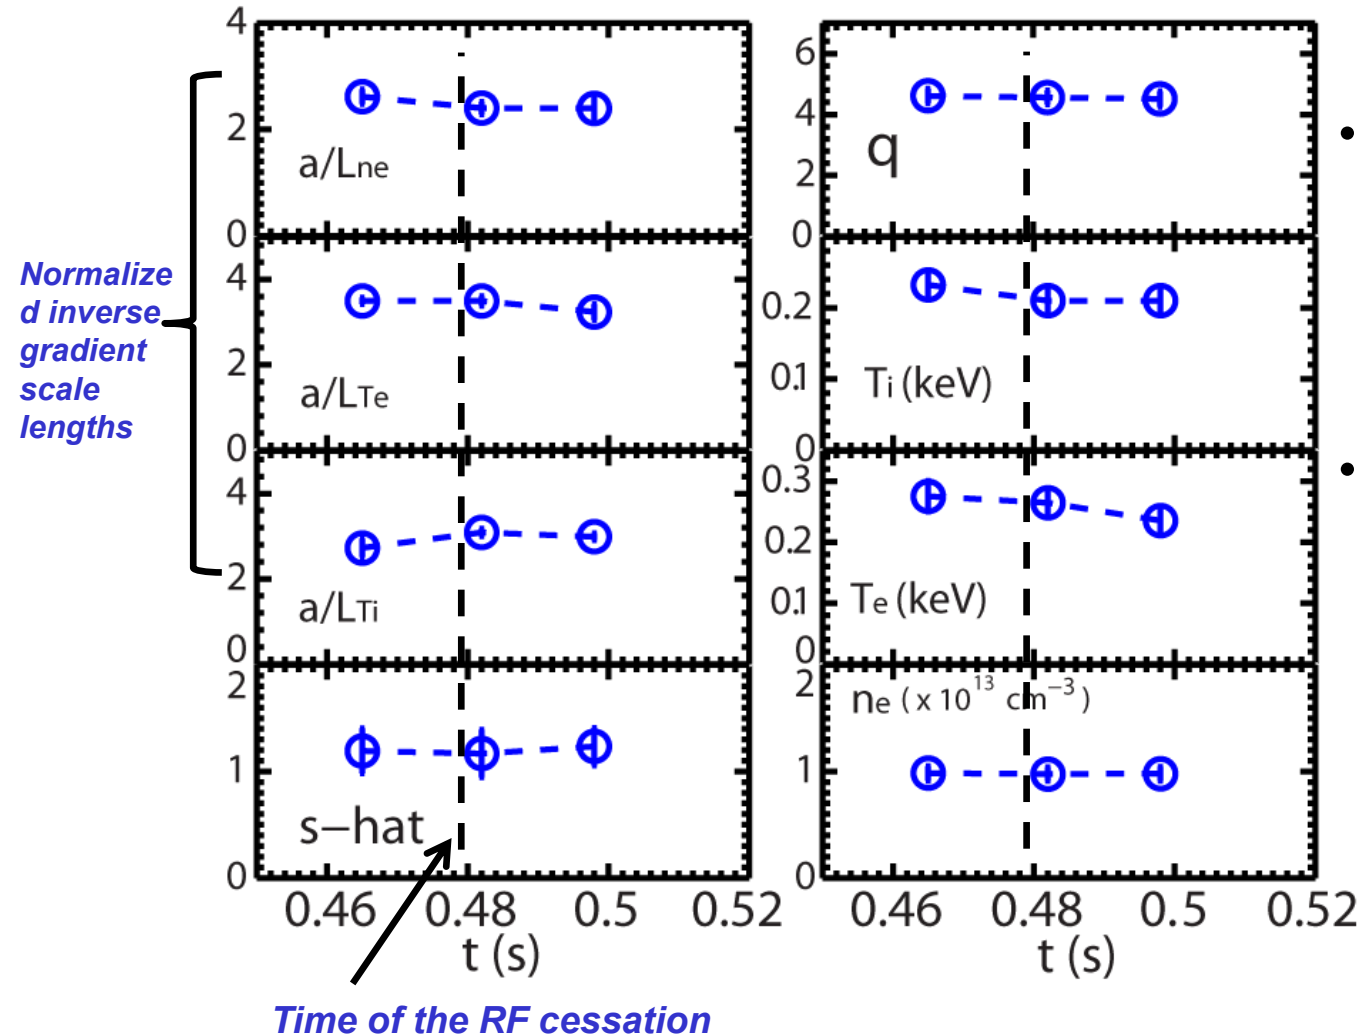 4
2
0
a/Lne
4
2
0
a/LTe
4
2
0
a/LTi
2
1
0
s−hat
0.46 0.48 0.5 0.52
t (s)
6
4
2
0
q
0.2
0.1
0
Ti (keV)
0.3
0.2
0.1
0
Te (keV)
2
1
0
ne ( x 10^13 cm^−3 )
0.46 0.48 0.5 0.52
t (s)
Normalize
d inverse
gradient
scale
lengths
Time of the RF cessation
•
•